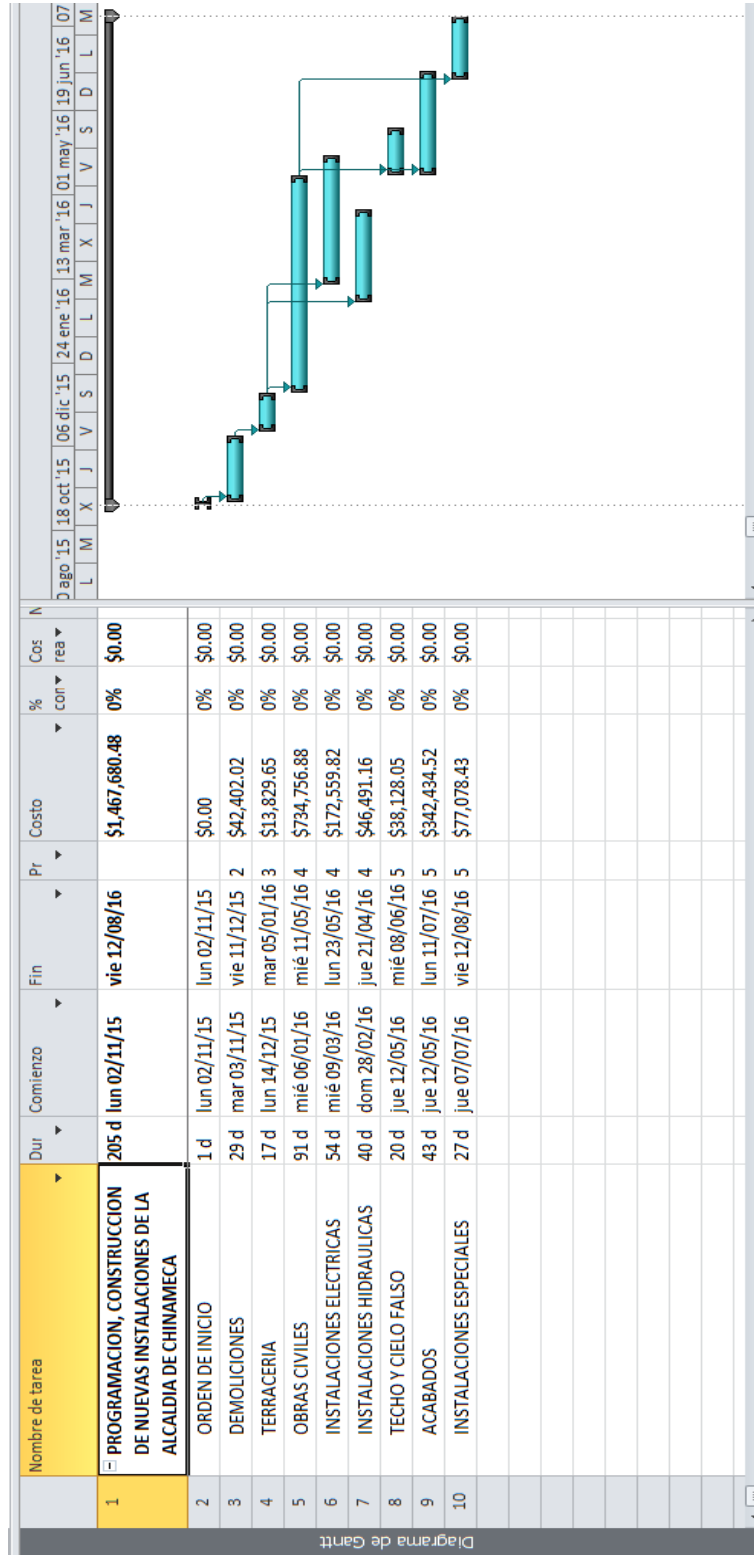 Nombre de tarea Dur Comienzo Fin Pr Costo % Cos N
con rea
0 ago '15 18 oct '15 06 dic '15 24 ene '16 13 mar '16 01 may '16 19 jun '16 07
L M X J V S D L M X J V S D L M
1 PROGRAMACION, CONSTRUCCION 205 d lun 02/11/15 vie 12/08/16 $1,467,680.48 0% $0.00
DE NUEVAS INSTALACIONES DE LA
ALCALDIA DE CHINAMECA
2 ORDEN DE INICIO 1 d lun 02/11/15 lun 02/11/15 $0.00 0% $0.00
3 DEMOLICIONES 29 d mar 03/11/15 vie 11/12/15 2 $42,402.02 0% $0.00
4 TERRACERIA 17 d lun 14/12/15 mar 05/01/16 3 $13,829.65 0% $0.00
5 OBRAS CIVILES 91 d mié 06/01/16 mié 11/05/16 4 $734,756.88 0% $0.00
6 INSTALACIONES ELECTRICAS 54 d mié 09/03/16 lun 23/05/16 4 $172,559.82 0% $0.00
7 INSTALACIONES HIDRAULICAS 40 d dom 28/02/16 jue 21/04/16 4 $46,491.16 0% $0.00
8 TECHO Y CIELO FALSO 20 d jue 12/05/16 mié 08/06/16 5 $38,128.05 0% $0.00
9 ACABADOS 43 d jue 12/05/16 lun 11/07/16 5 $342,434.52 0% $0.00
10 INSTALACIONES ESPECIALES 27 d jue 07/07/16 vie 12/08/16 5 $77,078.43 0% $0.00
Diagrama de Gantt